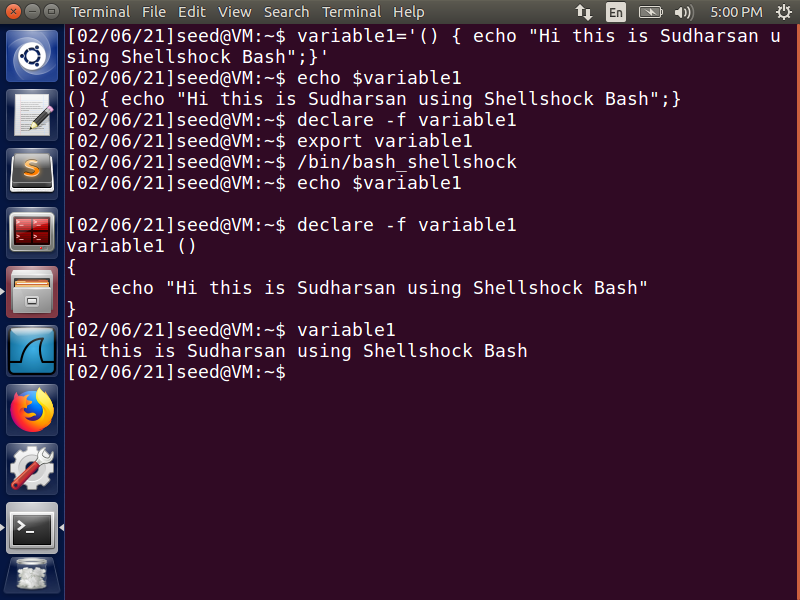 Terminal File Edit View Search Terminal Help En 5:00 PM
[02/06/21]seed@VM:~$ variable1='() { echo "Hi this is Sudharsan u
sing Shellshock Bash";}'
[02/06/21]seed@VM:~$ echo $variable1
() { echo "Hi this is Sudharsan using Shellshock Bash";}
[02/06/21]seed@VM:~$ declare -f variable1
[02/06/21]seed@VM:~$ export variable1
[02/06/21]seed@VM:~$ /bin/bash_shellshock
[02/06/21]seed@VM:~$ echo $variable1

[02/06/21]seed@VM:~$ declare -f variable1
variable1 ()
{
    echo "Hi this is Sudharsan using Shellshock Bash"
}
[02/06/21]seed@VM:~$ variable1
Hi this is Sudharsan using Shellshock Bash
[02/06/21]seed@VM:~$